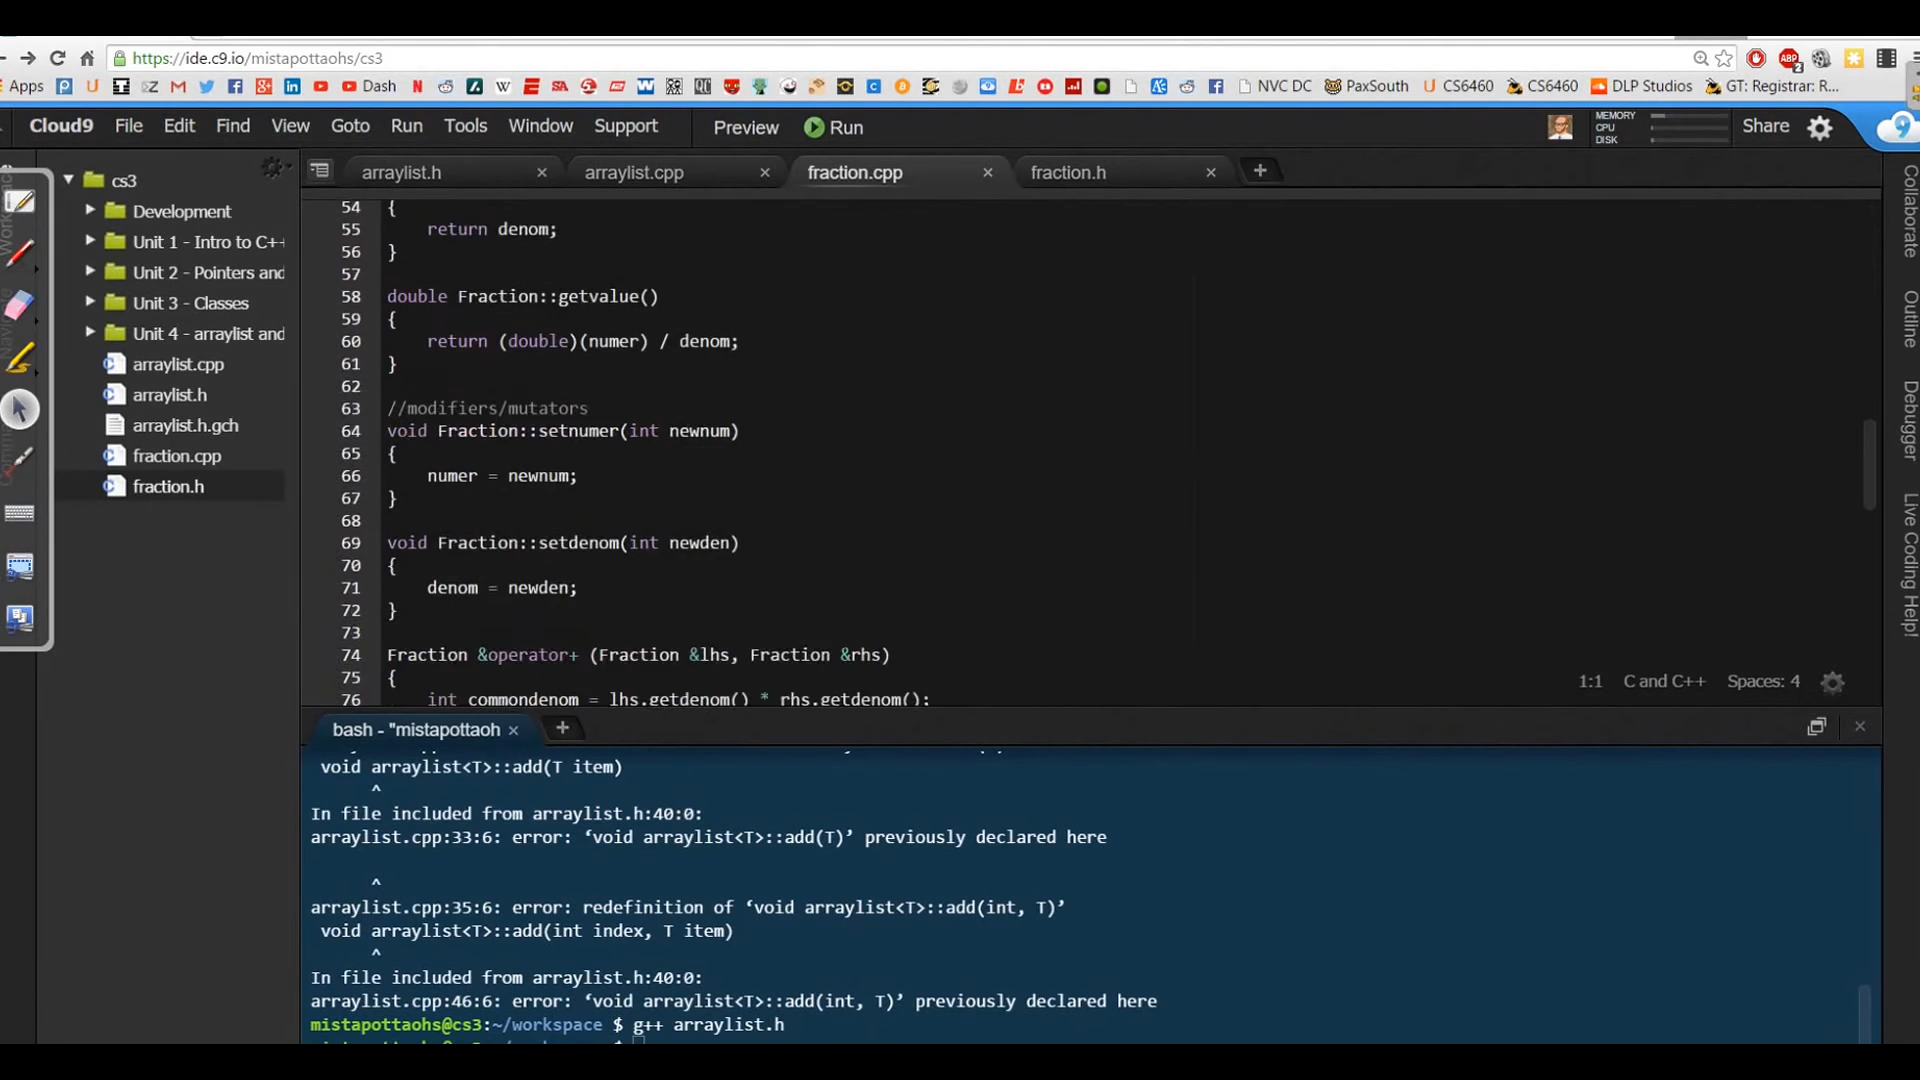 https://ide.c9.io/mistapottaohs/cs3
Apps Dash NVC DC PaxSouth CS6460 CS6460 DLP Studios GT: Registrar: R...
Cloud9 File Edit Find View Goto Run Tools Window Support Preview Run MEMORY CPU DISK Share
arraylist.h arraylist.cpp fraction.cpp fraction.h
cs3
Development
Unit 1 - Intro to C++
Unit 2 - Pointers and
Unit 3 - Classes
Unit 4 - arraylist and
arraylist.cpp
arraylist.h
arraylist.h.gch
fraction.cpp
fraction.h
54 {
55 return denom;
56 }
57
58 double Fraction::getvalue()
59 {
60 return (double)(numer) / denom;
61 }
62
63 //modifiers/mutators
64 void Fraction::setnumer(int newnum)
65 {
66 numer = newnum;
67 }
68
69 void Fraction::setdenom(int newden)
70 {
71 denom = newden;
72 }
73
74 Fraction &operator+ (Fraction &lhs, Fraction &rhs)
75 {
76 int commondenom = lhs.getdenom() * rhs.getdenom();
1:1 C and C++ Spaces: 4
Collaborate
Outline
Debugger
Live Coding Help!
bash - "mistapottaoh
void arraylist<T>::add(T item)
^
In file included from arraylist.h:40:0:
arraylist.cpp:33:6: error: ‘void arraylist<T>::add(T)’ previously declared here
^
arraylist.cpp:35:6: error: redefinition of ‘void arraylist<T>::add(int, T)’
void arraylist<T>::add(int index, T item)
^
In file included from arraylist.h:40:0:
arraylist.cpp:46:6: error: ‘void arraylist<T>::add(int, T)’ previously declared here
mistapottaohs@cs3:~/workspace $ g++ arraylist.h